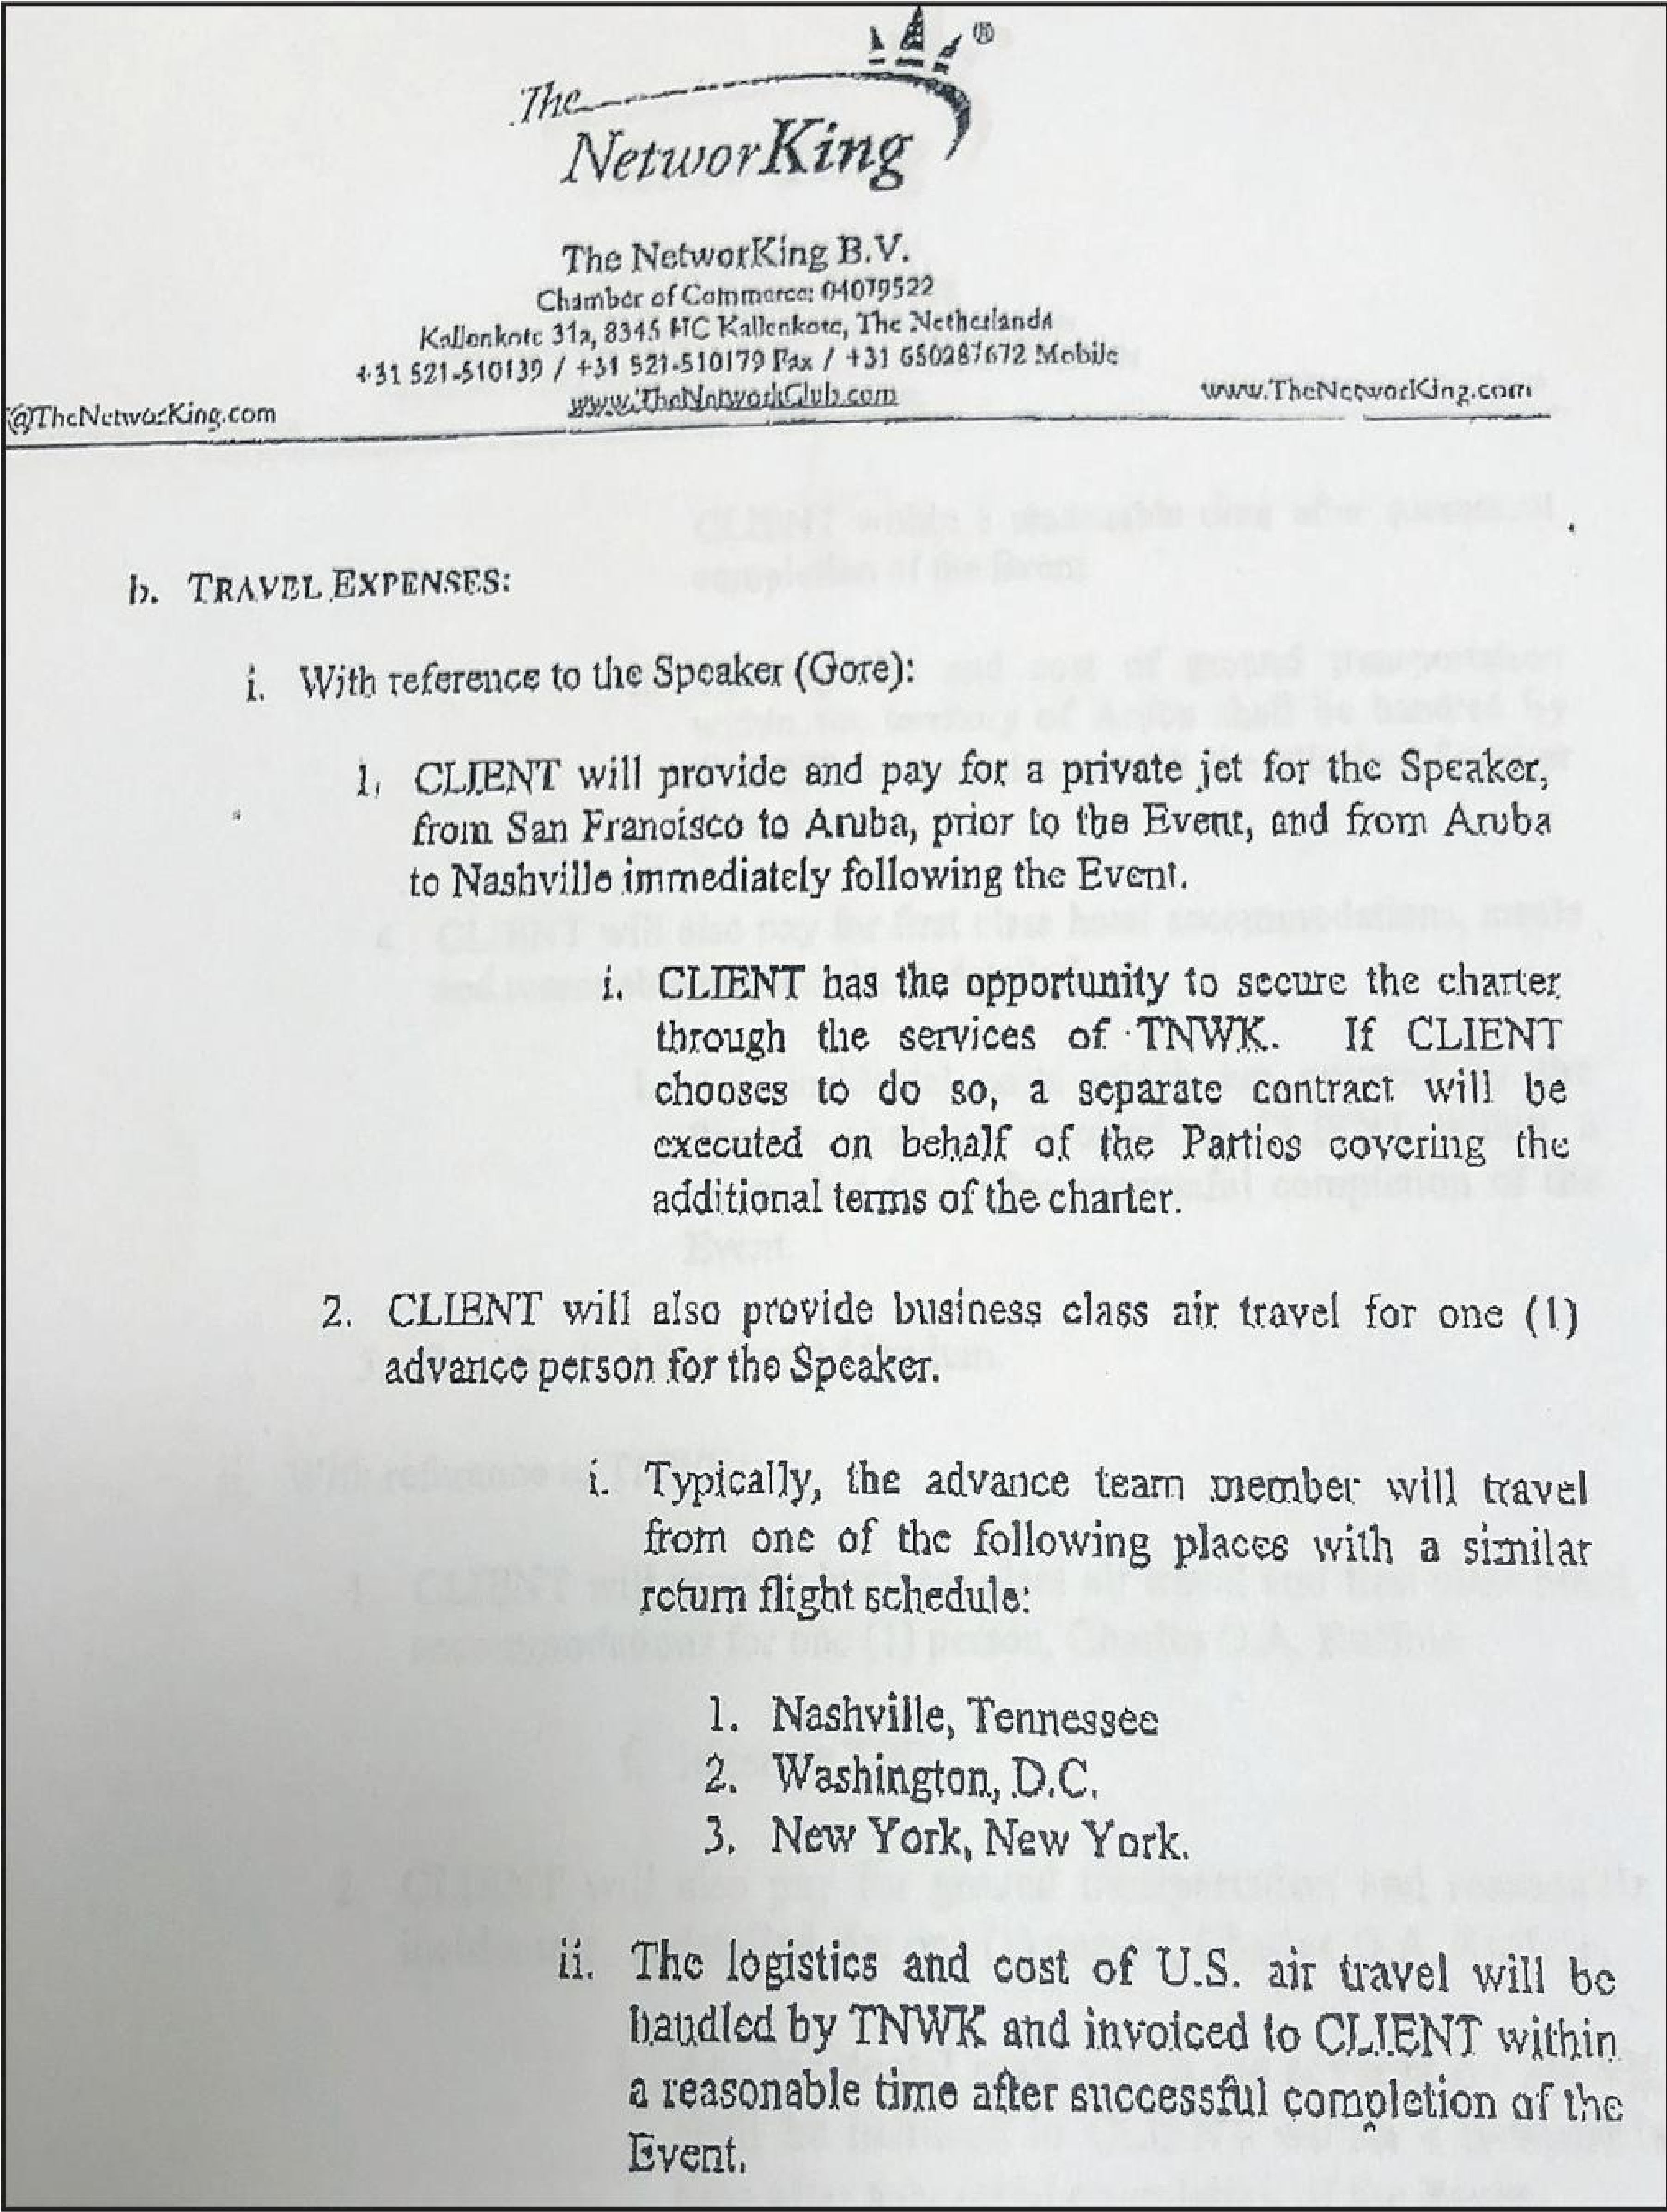 The
NetworKing ®
The NetworKing B.V.
Chamber of Commerce: 04079522
Kallenkote 31a, 8345 HC Kallenkote, The Netherlands
+31 521-510139 / +31 521-510179 Fax / +31 650287672 Mobile
@TheNetworKing.com www.TheNetworkClub.com www.TheNetworKing.com
b. TRAVEL EXPENSES:
i. With reference to the Speaker (Gore):
1. CLIENT will provide and pay for a private jet for the Speaker,
from San Francisco to Aruba, prior to the Event, and from Aruba
to Nashville immediately following the Event.
i. CLIENT has the opportunity to secure the charter
through the services of TNWK. If CLIENT
chooses to do so, a separate contract will be
executed on behalf of the Parties covering the
additional terms of the charter.
2. CLIENT will also provide business class air travel for one (1)
advance person for the Speaker.
i. Typically, the advance team member will travel
from one of the following places with a similar
return flight schedule:
1. Nashville, Tennessee
2. Washington, D.C.
3. New York, New York.
ii. The logistics and cost of U.S. air travel will be
handled by TNWK and invoiced to CLIENT within
a reasonable time after successful completion of the
Event.